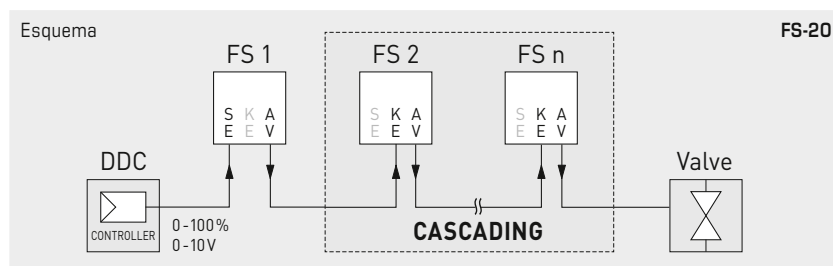 Esquema
FS-20
FS 1
FS 2
FS n
S K A
E E V
S K A
E E V
S K A
E E V
DDC
CONTROLLER
0-100%
0-10V
CASCADING
Valve